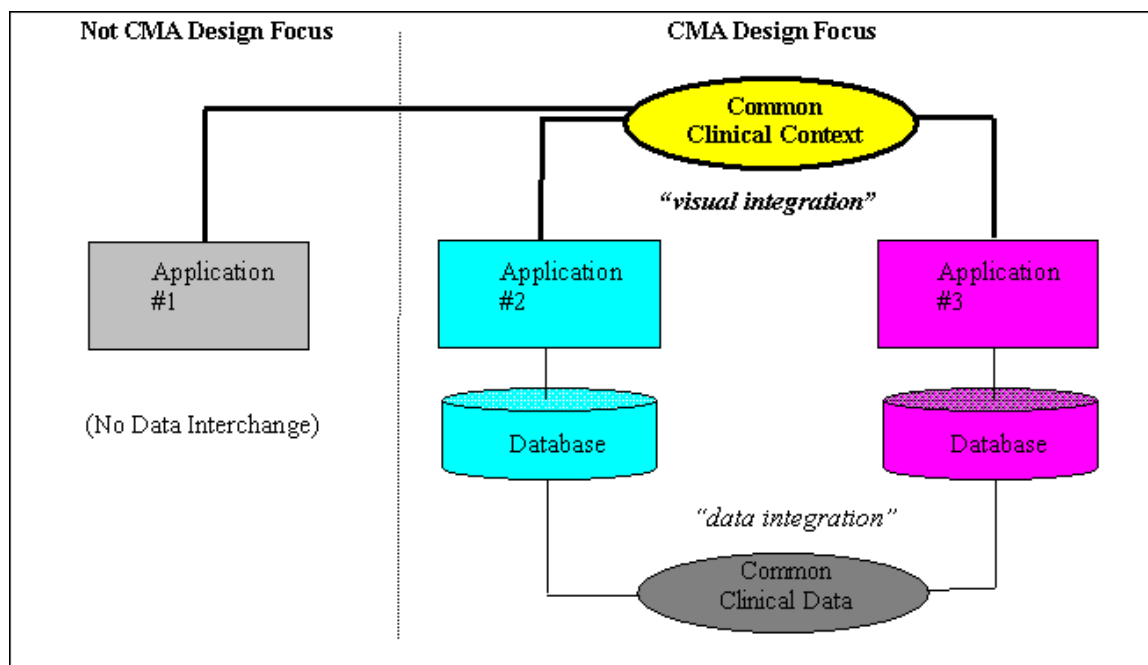 Not CMA Design Focus
CMA Design Focus
Common
Clinical Context
“visual integration”
Application
#1
Application
#2
Application
#3
(No Data Interchange)
Database
Database
“data integration”
Common
Clinical Data